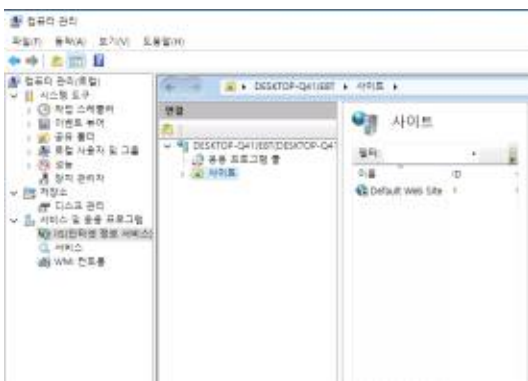 컴퓨터 관리
파일(F) 동작(A) 보기(V) 도움말(H)
컴퓨터 관리(로컬)
시스템 도구
작업 스케줄러
이벤트 뷰어
공유 폴더
로컬 사용자 및 그룹
성능
장치 관리자
저장소
디스크 관리
서비스 및 응용 프로그램
IIS(인터넷 정보 서비스)
서비스
WMI 컨트롤
사이트
연결
응용 프로그램 풀
사이트
사이트
필터:
이름 ID
Default Web Site 1